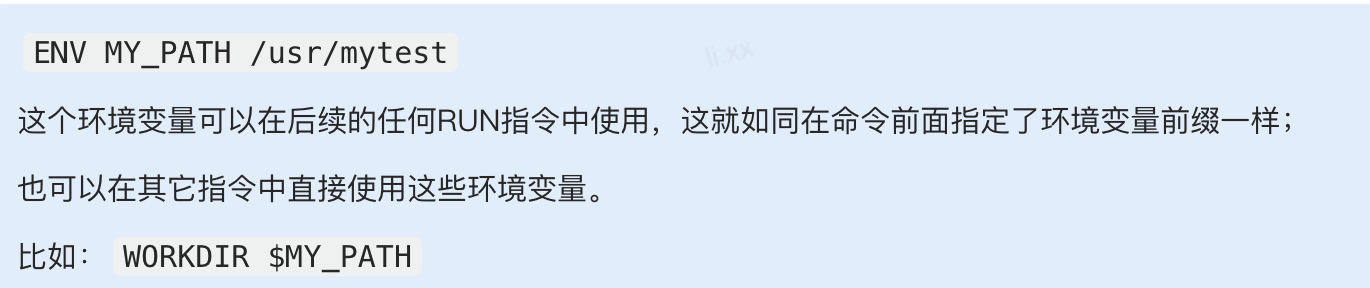 ENV MY_PATH /usr/mytest
li.xx
这个环境变量可以在后续的任何RUN指令中使用，这就如同在命令前面指定了环境变量前缀一样；
也可以在其它指令中直接使用这些环境变量。
比如： WORKDIR $MY_PATH